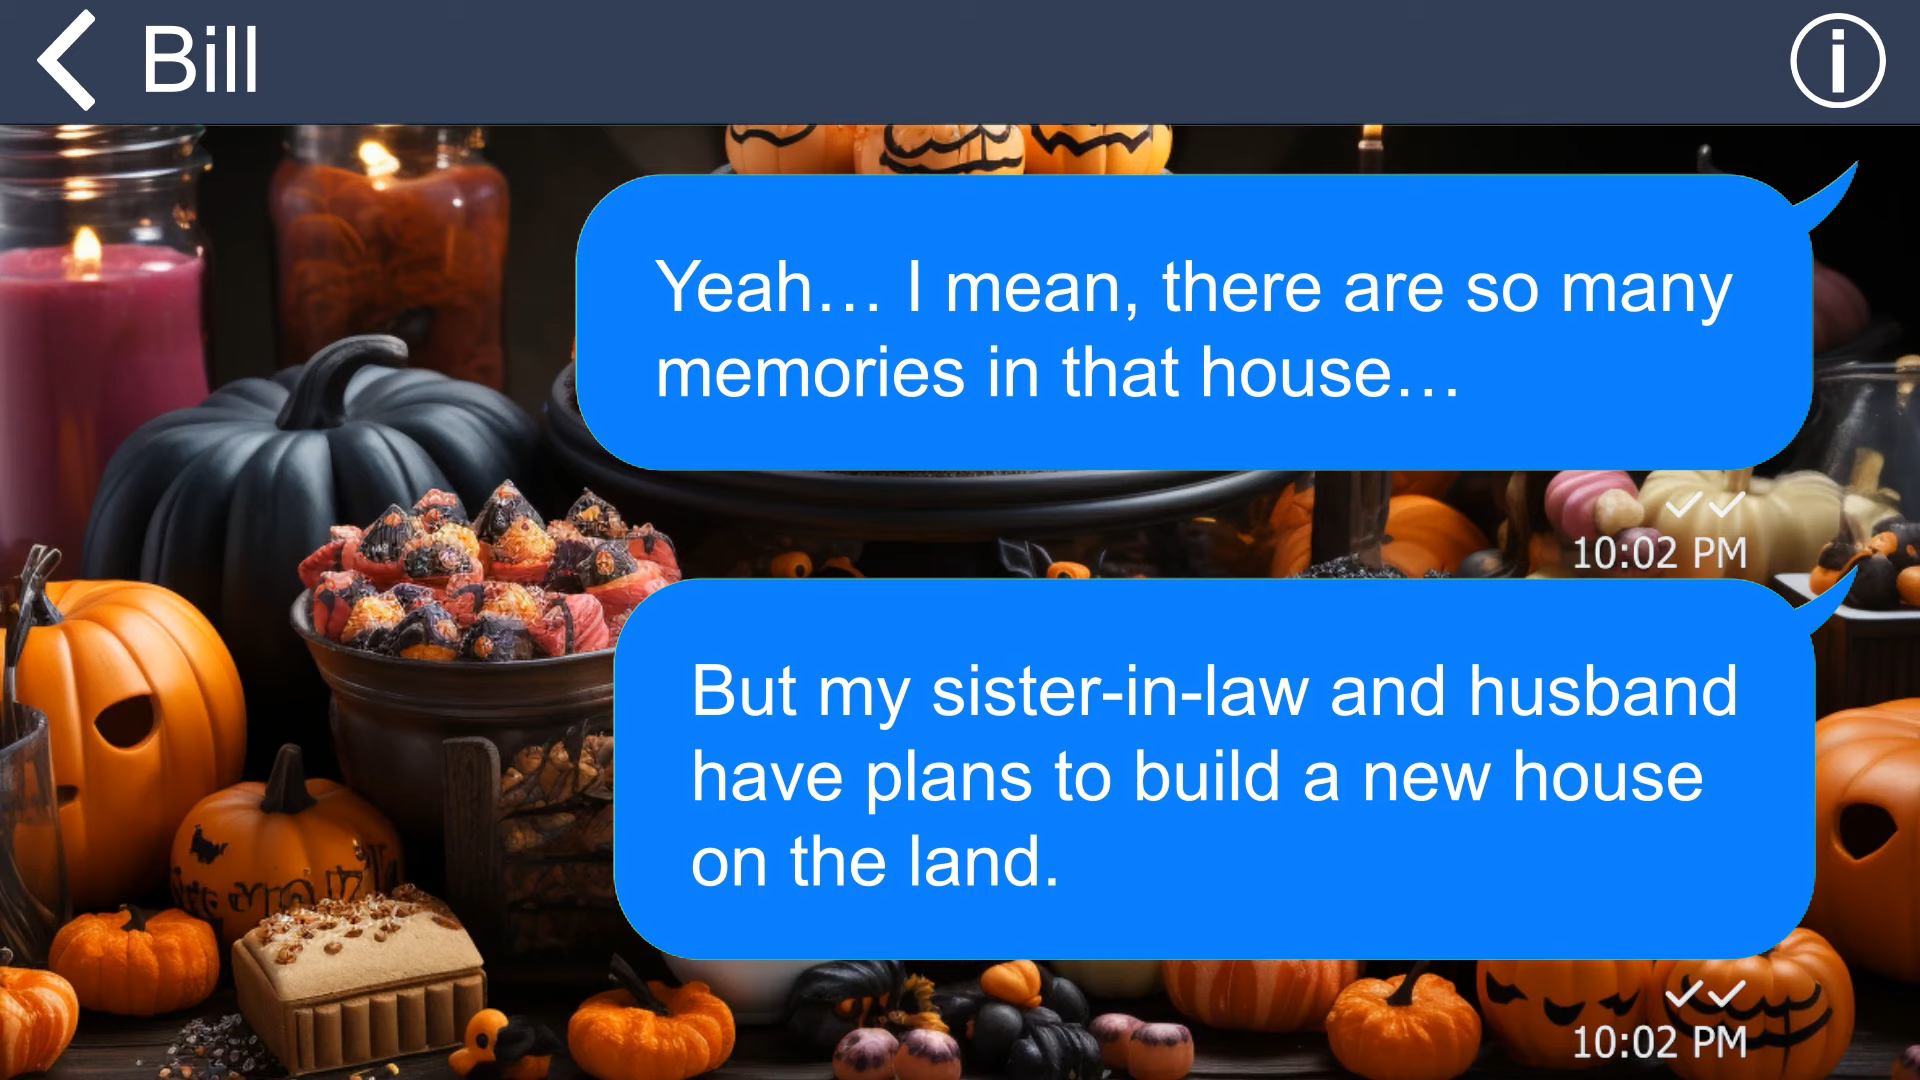 Bill
Yeah… I mean, there are so many
memories in that house…
10:02 PM
But my sister-in-law and husband
have plans to build a new house
on the land.
10:02 PM